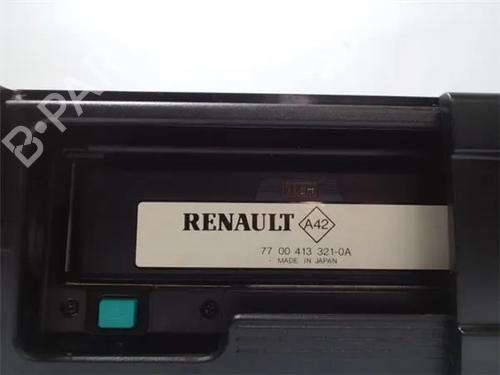 B-PA
RENAULT A42
77 00 413 321-0A
- MADE IN JAPAN